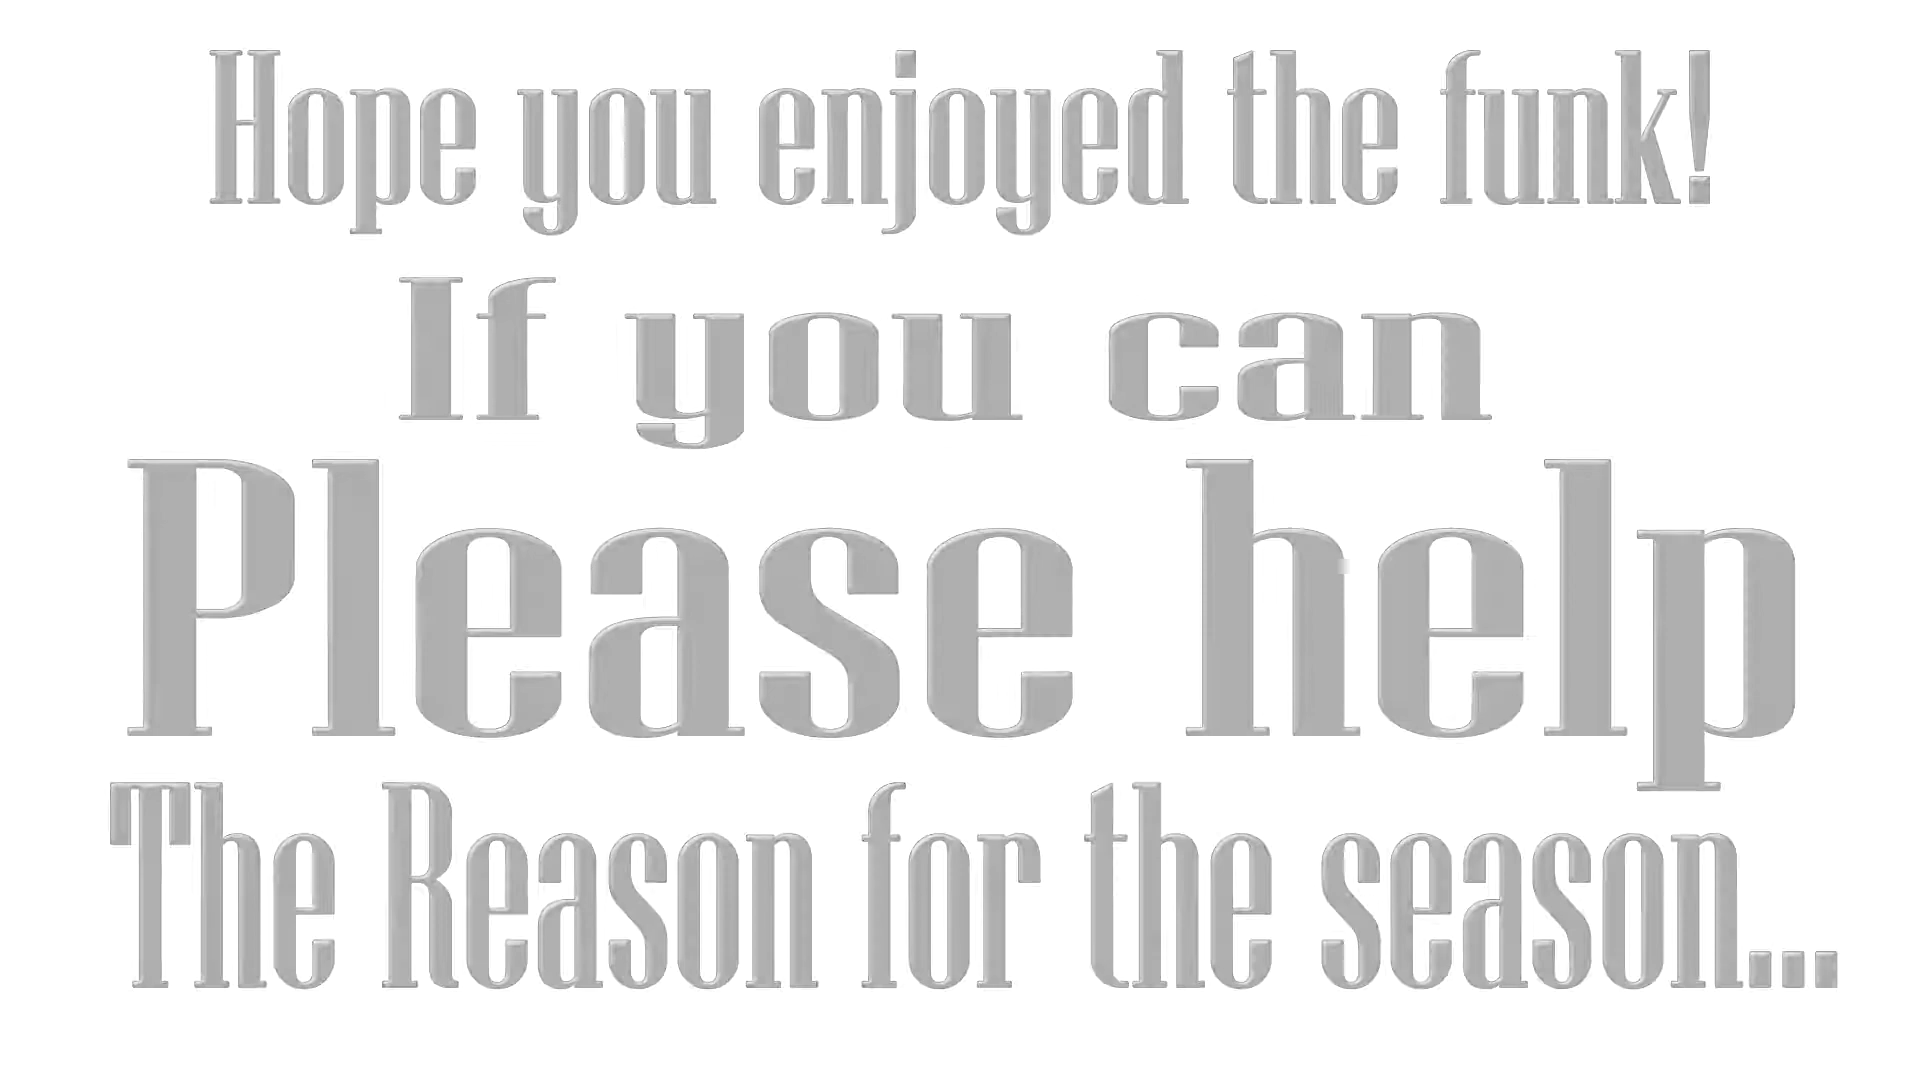 Hope you enjoyed the funk!
If you can
Please help
The Reason for the season...